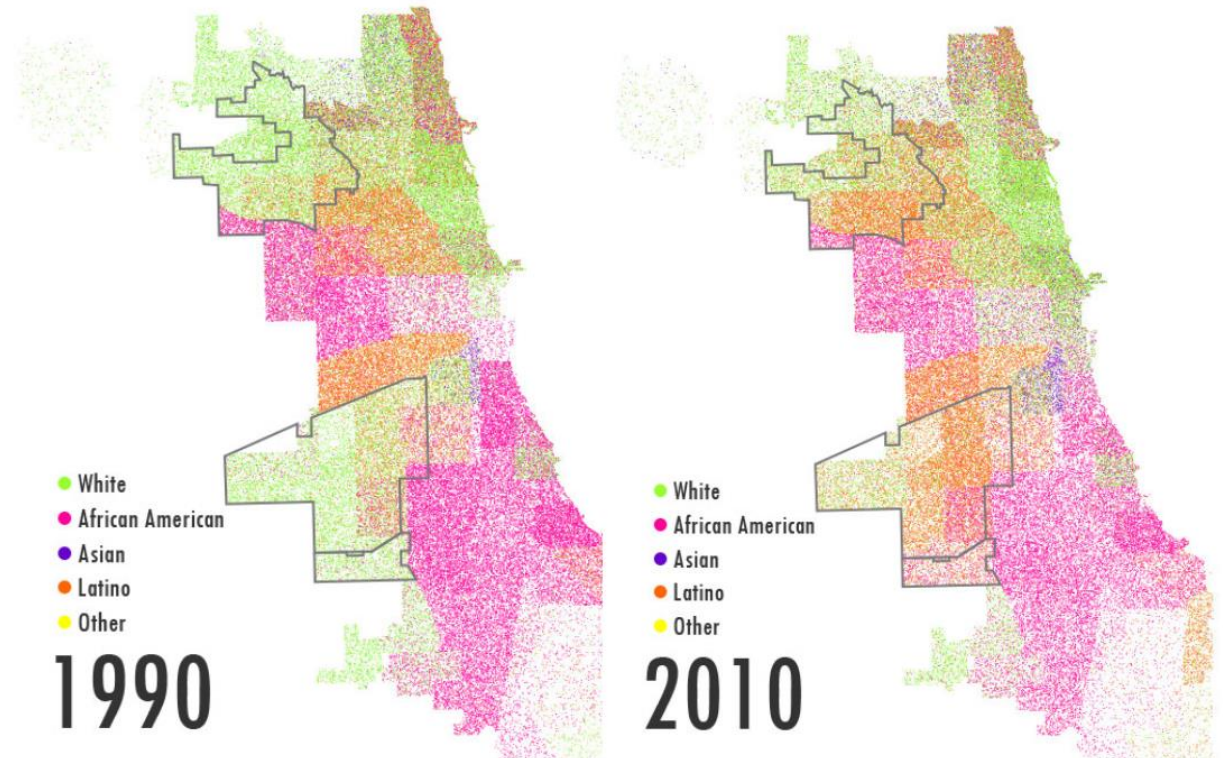 White
African American
Asian
Latino
Other
1990
White
African American
Asian
Latino
Other
2010